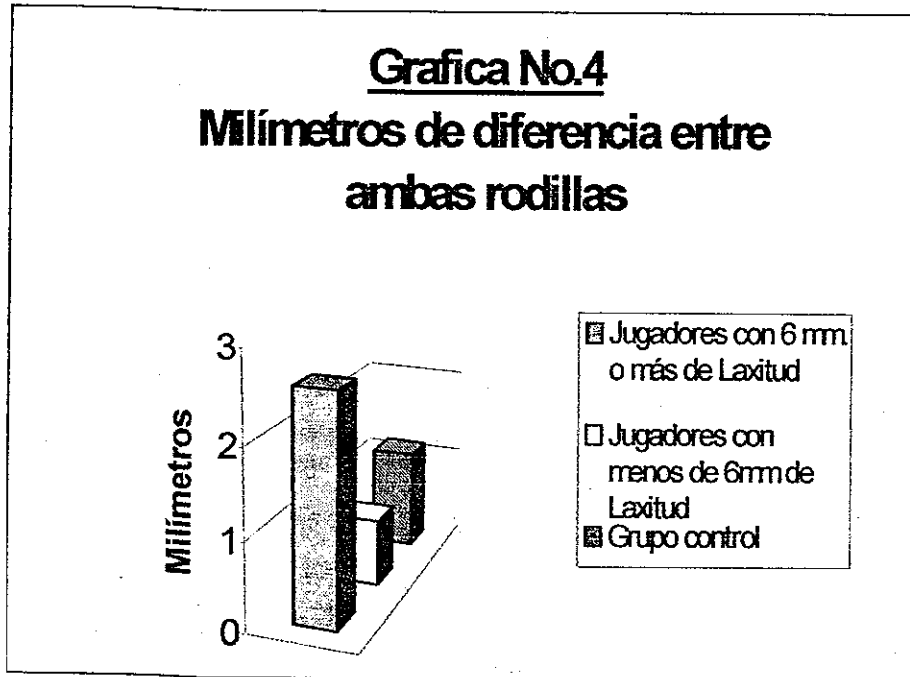 Grafica No.4
Milímetros de diferencia entre
ambas rodillas
3
2
1
0
Milímetros
Jugadores con 6 mm.
o más de Laxitud
Jugadores con
menos de 6mm de
Laxitud
Grupo control